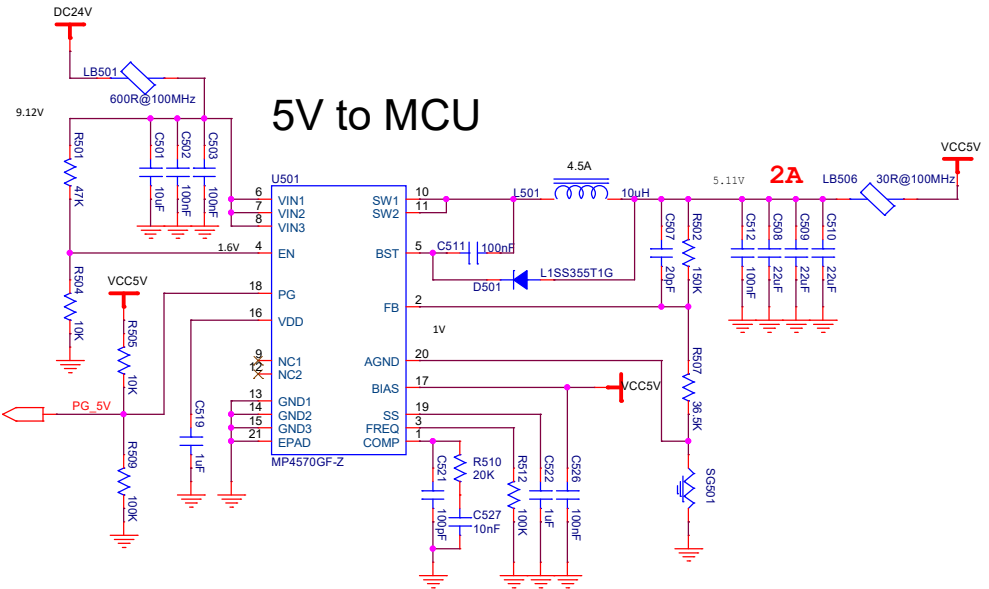 DC24V
LB501
600R@100MHz
9.12V
5V to MCU
R501
47K
C501
10uF
C502
100nF
C503
100nF
U501
6 VIN1
7 VIN2
8 VIN3
4 EN
1.6V
18 PG
16 VDD
9 NC1
12 NC2
13 GND1
14 GND2
15 GND3
21 EPAD
MP4570GF-Z
SW1 10
SW2 11
BST 5
FB 2
AGND 20
BIAS 17
SS 19
FREQ 3
COMP 1
4.5A
L501
10uH
C511
100nF
D501
L1SS355T1G
1V
5.11V
2A
LB506
30R@100MHz
VCC5V
C507
20pF
R502
150K
C512
100nF
C508
22uF
C509
22uF
C510
22uF
R504
10K
VCC5V
R505
10K
PG_5V
R509
100K
C519
1uF
VCC5V
R507
36.5K
SG501
C521
100pF
R510
20K
C527
10nF
R512
100K
C522
1uF
C526
100nF